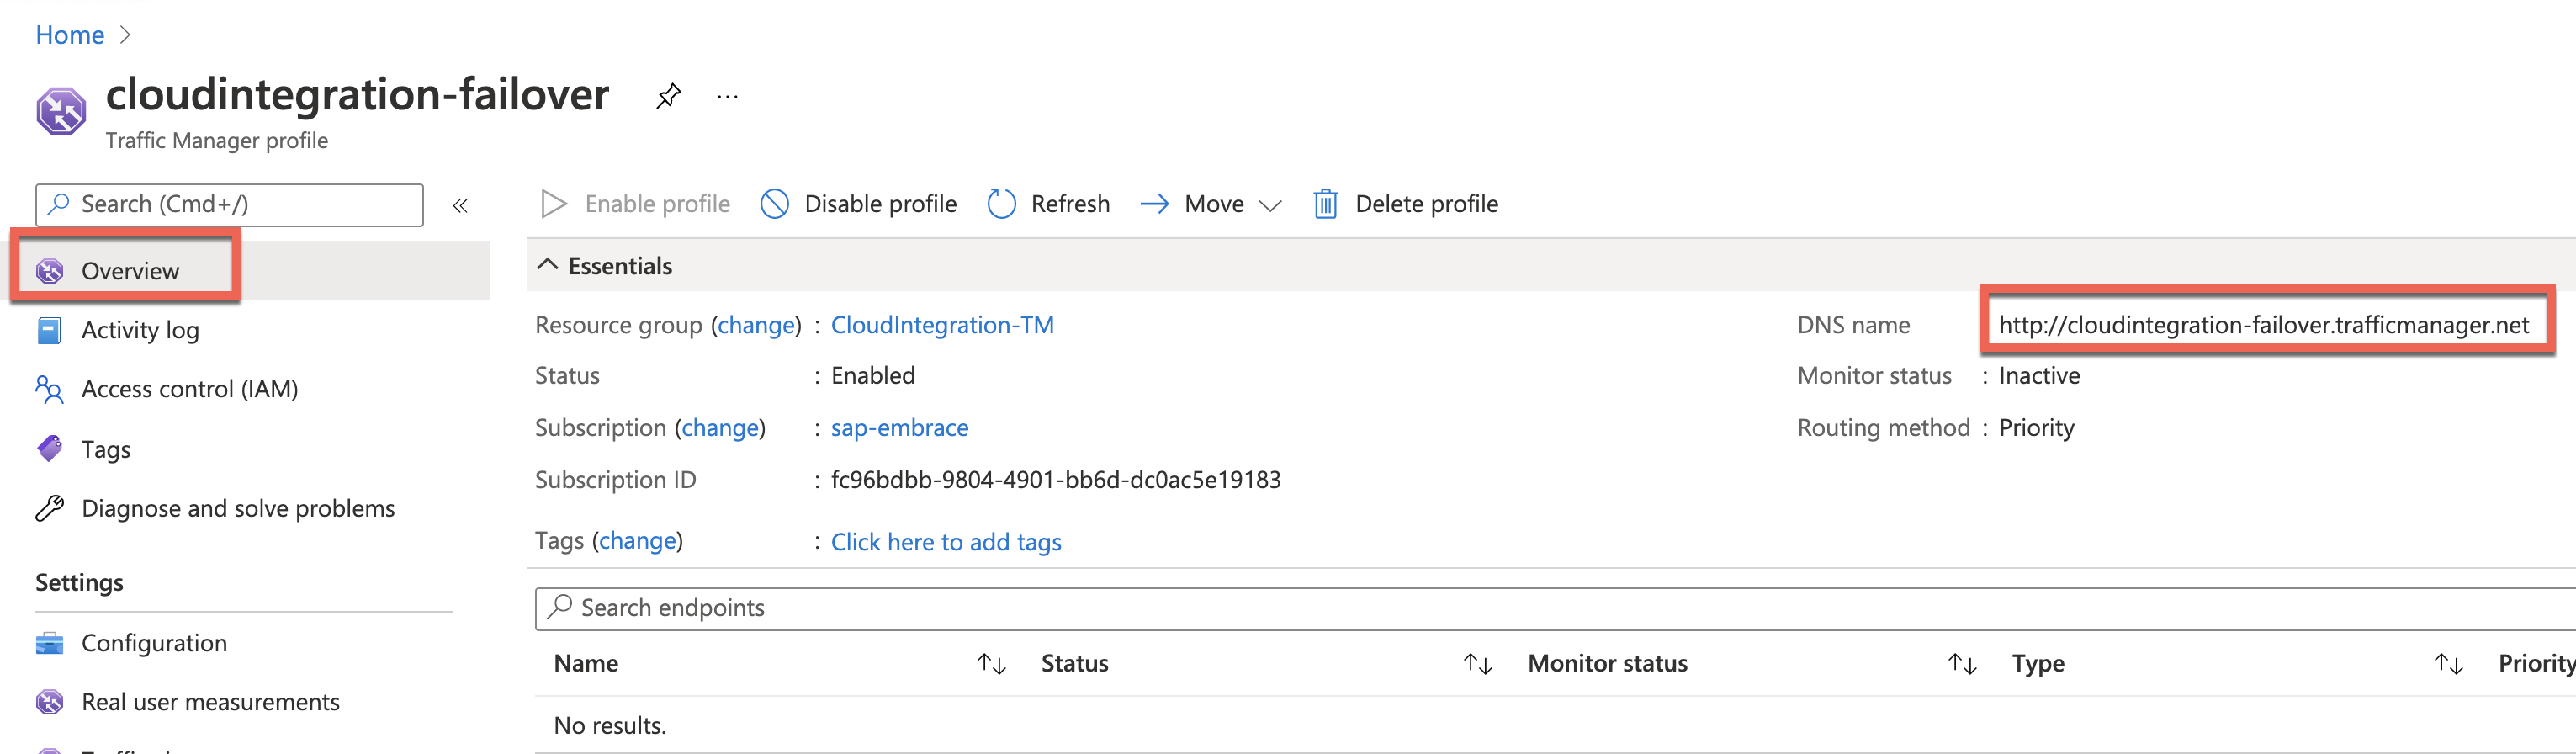 Home
cloudintegration-failover
Traffic Manager profile
Search (Cmd+/)
Enable profile Disable profile Refresh Move Delete profile
Overview
Activity log
Access control (IAM)
Tags
Diagnose and solve problems
Settings
Configuration
Real user measurements
Essentials
Resource group (change) : CloudIntegration-TM
Status : Enabled
Subscription (change) : sap-embrace
Subscription ID : fc96bdbb-9804-4901-bb6d-dc0ac5e19183
Tags (change) : Click here to add tags
DNS name http://cloudintegration-failover.trafficmanager.net
Monitor status : Inactive
Routing method : Priority
Search endpoints
Name Status Monitor status Type Priority
No results.